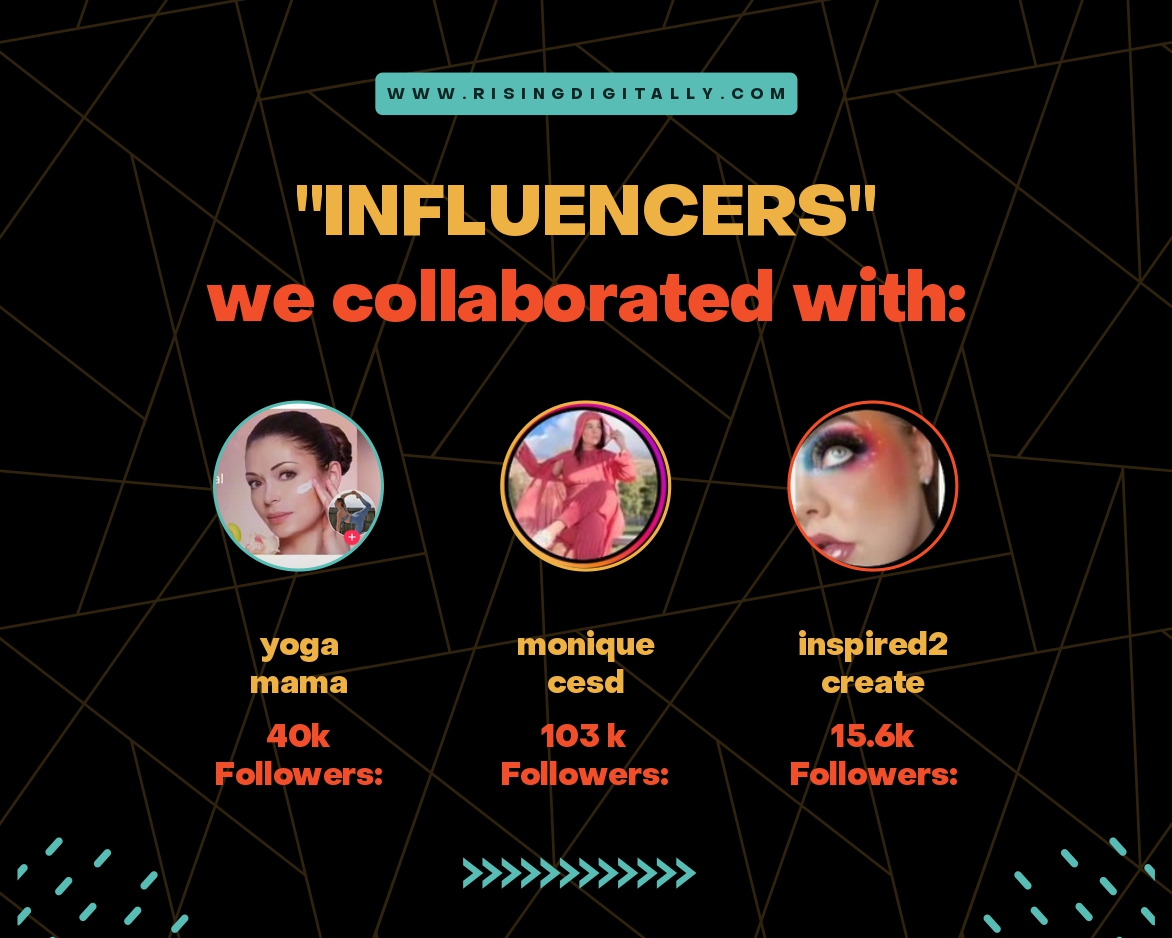 WWW.RISINGDIGITALLY.COM
"INFLUENCERS"
we collaborated with:
al
yoga
mama
40k
Followers:
monique
cesd
103 k
Followers:
inspired2
create
15.6k
Followers: